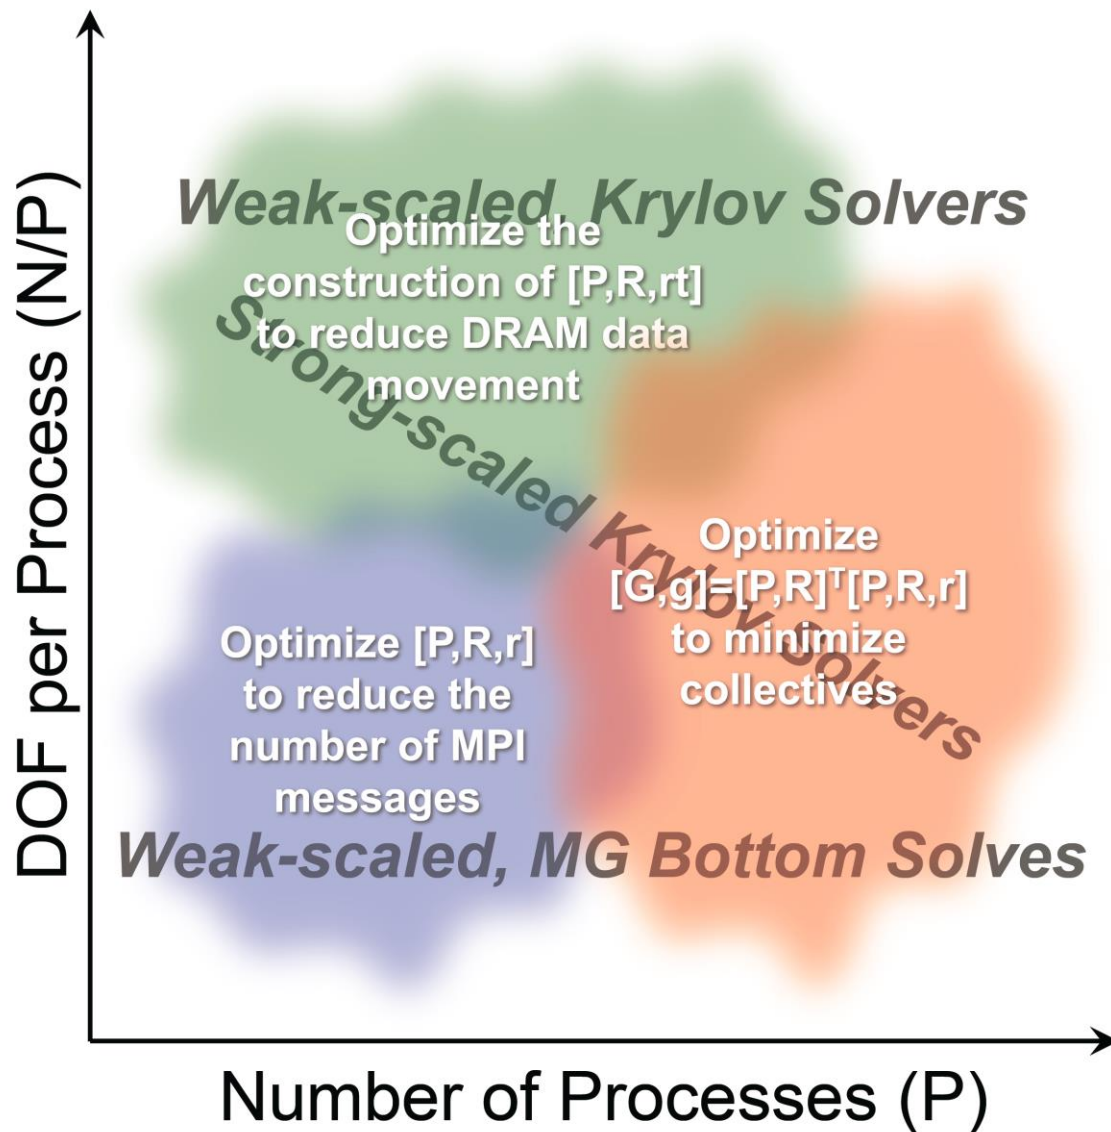 DOF per Process (N/P)
Weak-scaled, Krylov Solvers
Optimize the
construction of [P,R,rt]
to reduce DRAM data
movement
Strong-scaled Krylov Solvers
Optimize
[G,g]=[P,R]ᵀ[P,R,r]
to minimize
collectives
Optimize [P,R,r]
to reduce the
number of MPI
messages
Weak-scaled, MG Bottom Solves
Number of Processes (P)